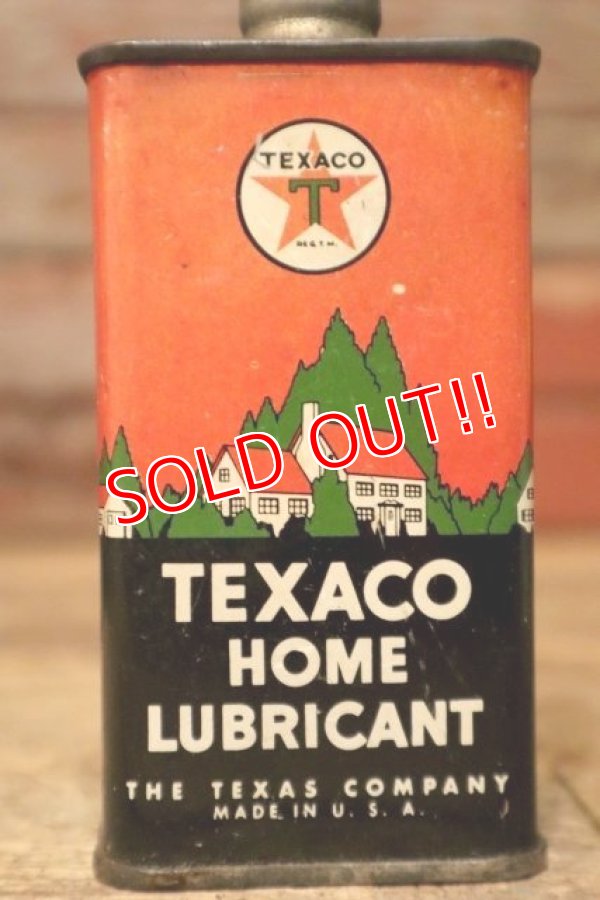 TEXACO
T
REG. T. M.
SOLD OUT!!
TEXACO
HOME
LUBRICANT
THE TEXAS COMPANY
MADE IN U. S. A.